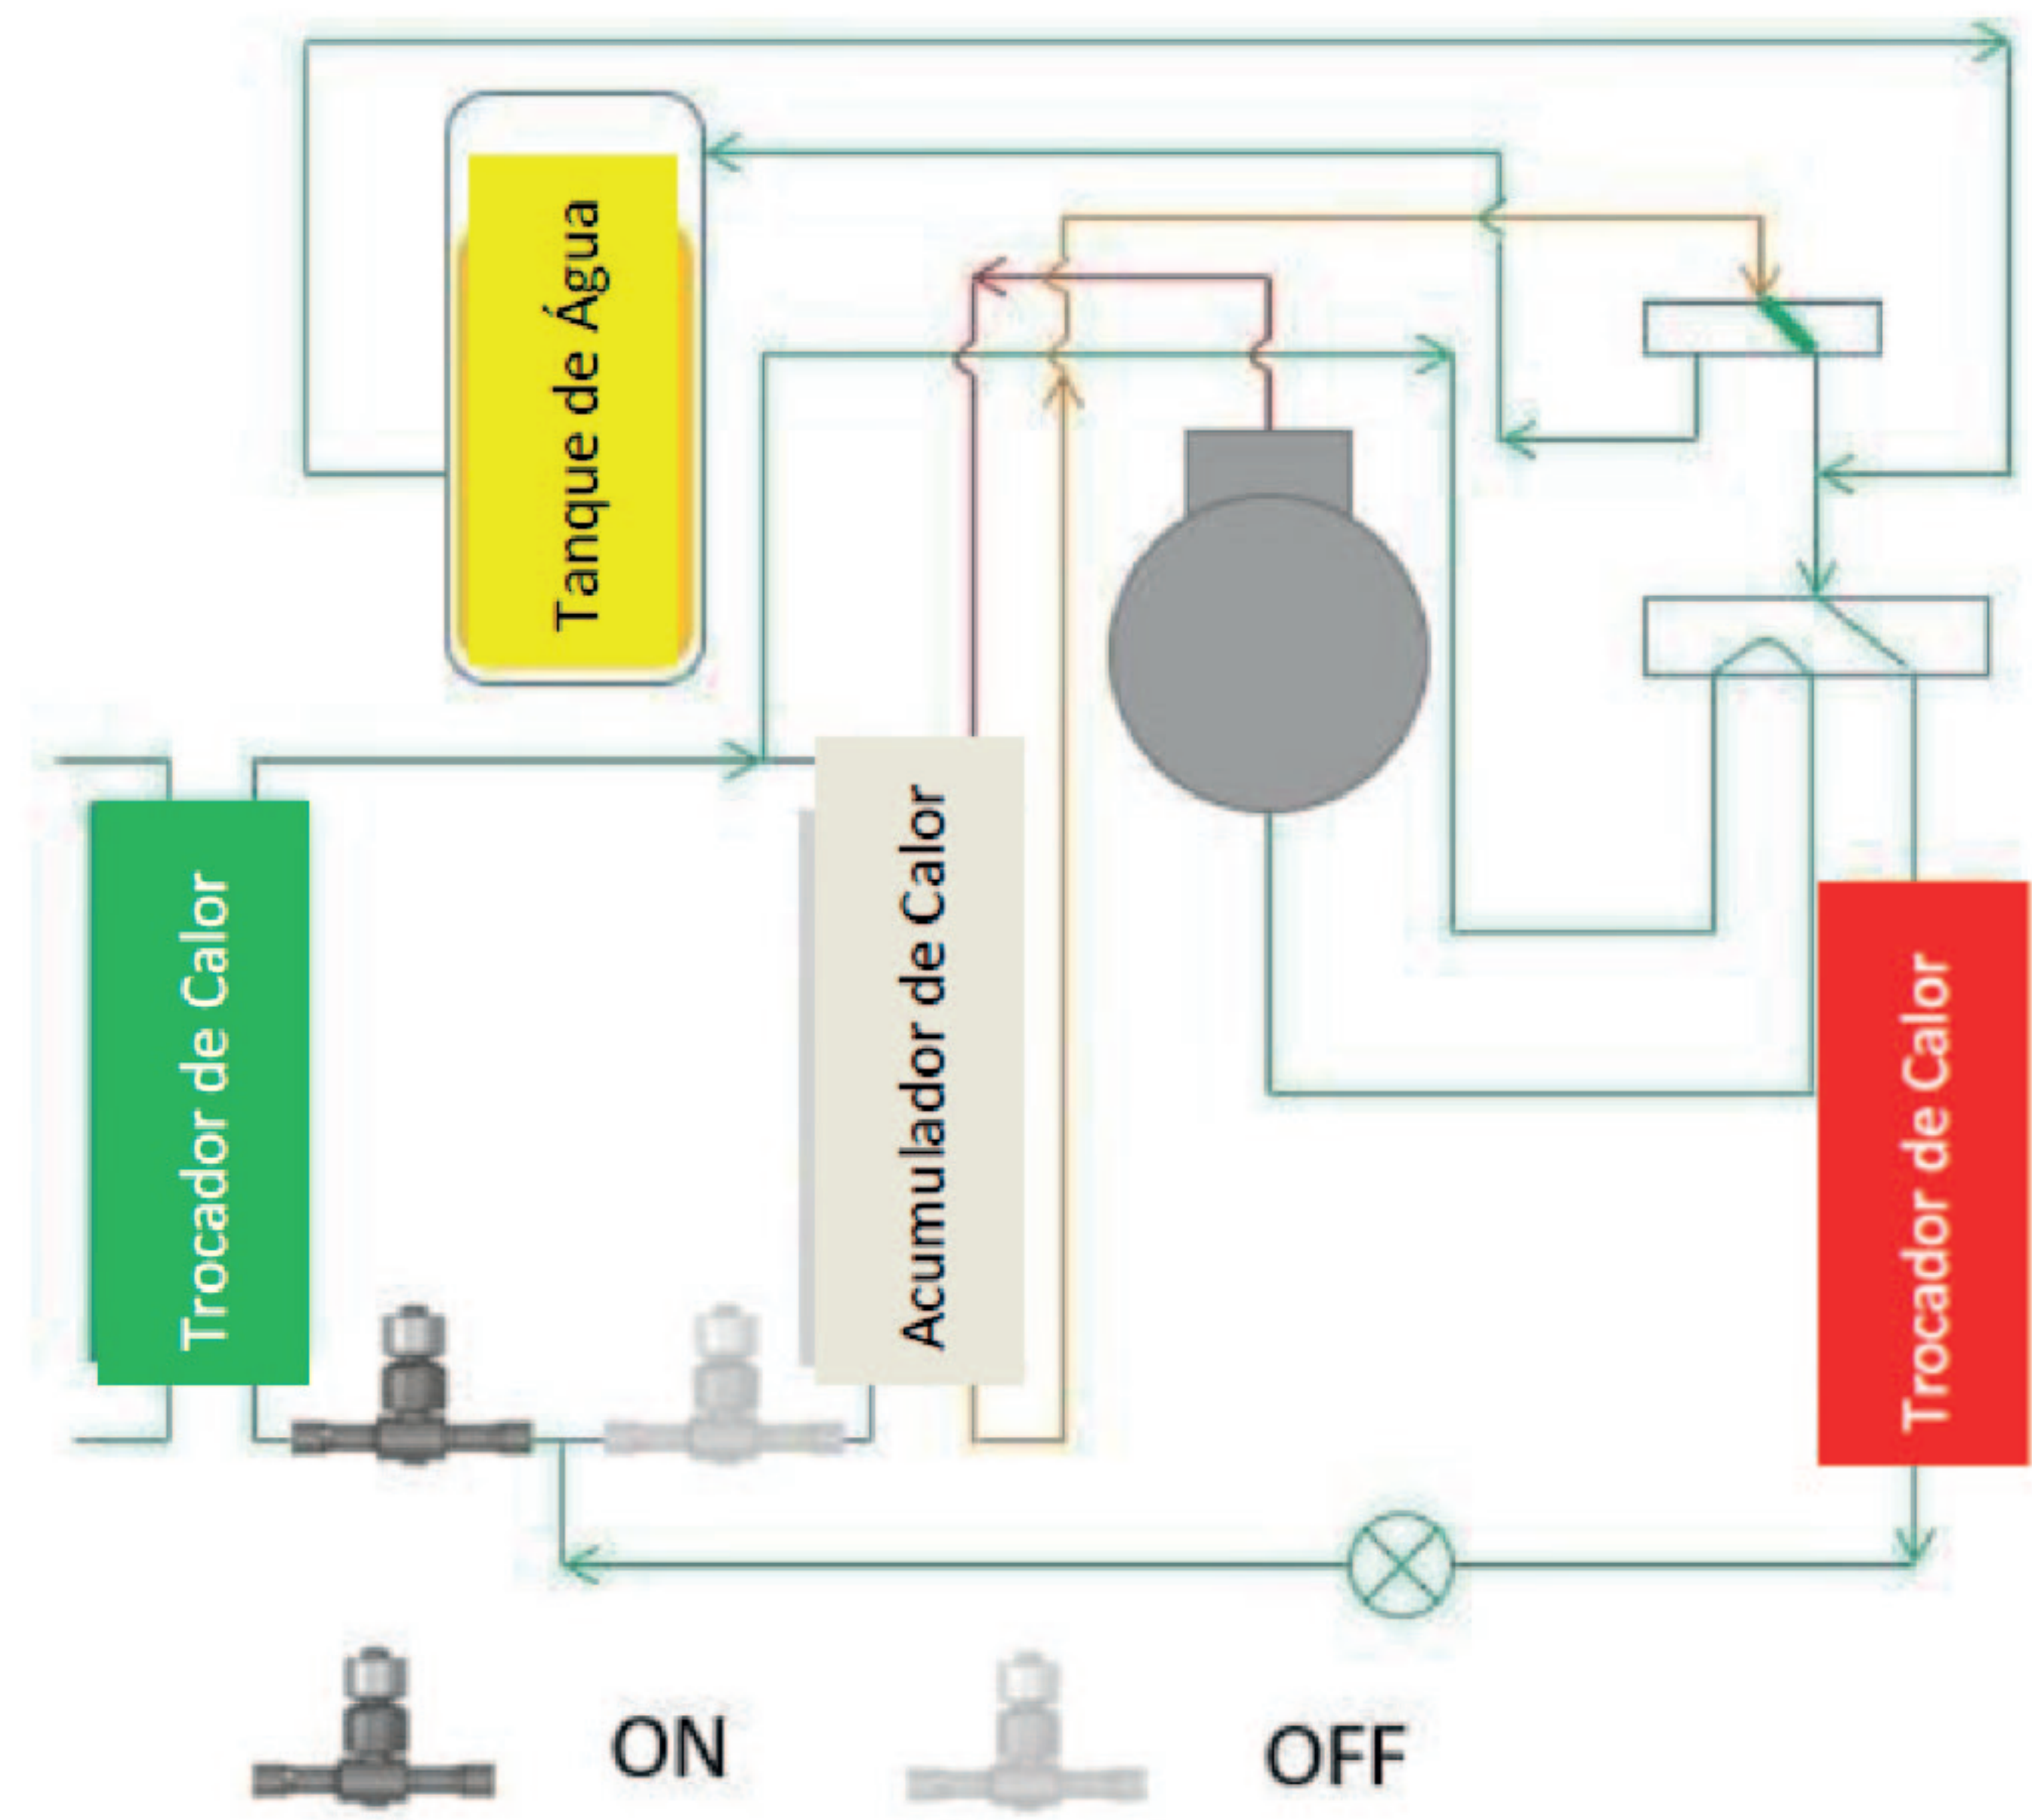 Tanque de Água
Trocador de Calor
Acumulador de Calor
Trocador de Calor
ON
OFF